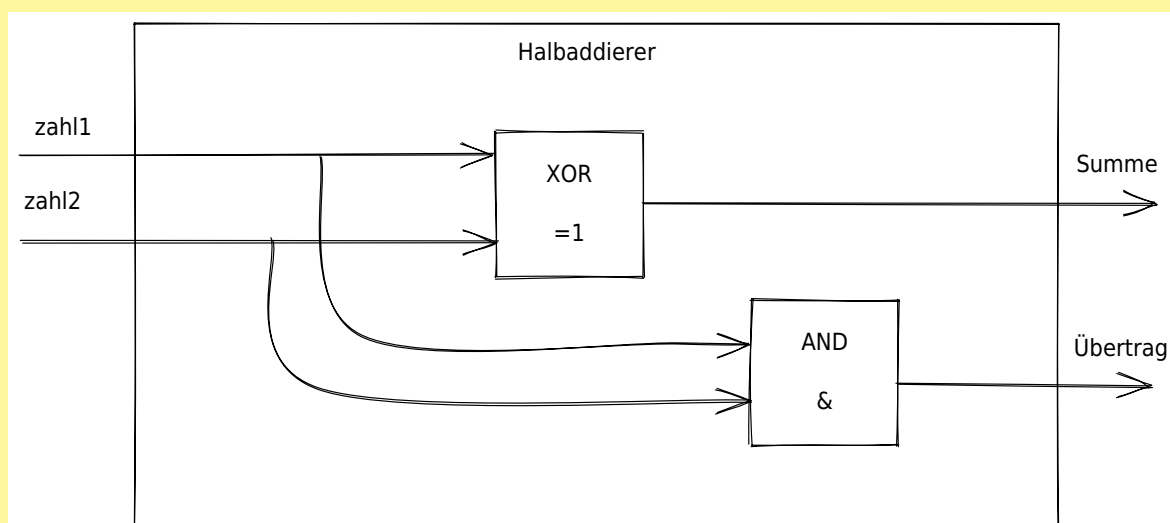 Halbaddierer
zahl1
zahl2
XOR
=1
Summe
AND
&
Übertrag